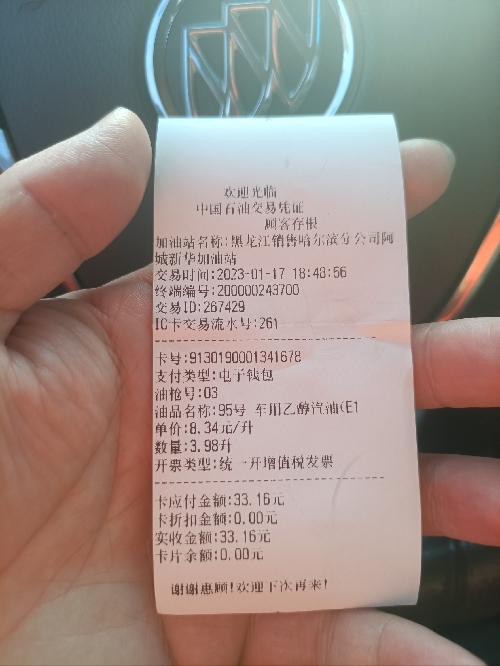 欢迎光临
中国石油交易凭证
顾客存根
加油站名称:黑龙江销售哈尔滨分公司阿
城新华加油站
交易时间:2023-01-17 18:48:56
终端编号:200000243700
交易ID:267429
IC卡交易流水号:261
卡号:9130190001341678
支付类型:电子钱包
油枪号:03
油品名称:95号 车用乙醇汽油(E1
单价:8.34元/升
数量:3.98升
开票类型:统一开增值税发票
卡应付金额:33.16元
卡折扣金额:0.00元
实收金额:33.16元
卡片余额:0.00元
谢谢惠顾!欢迎下次再来!